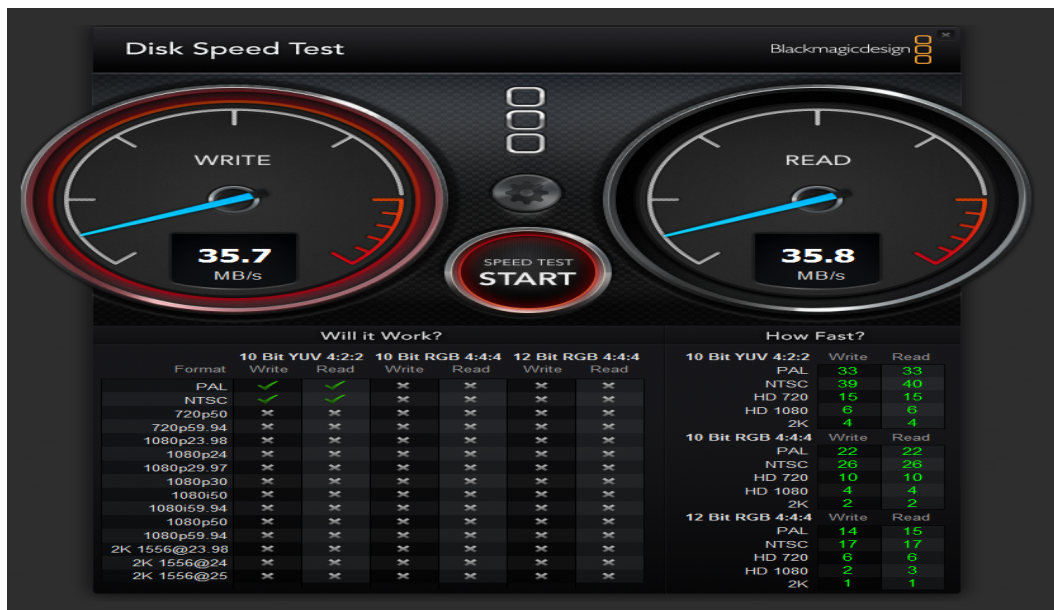 Disk Speed Test
Blackmagicdesign
WRITE
35.7
MB/s
SPEED TEST
START
READ
35.8
MB/s
Will it Work?
10 Bit YUV 4:2:2 10 Bit RGB 4:4:4 12 Bit RGB 4:4:4
Format Write Read Write Read Write Read
PAL
NTSC
720p50
720p59.94
1080p23.98
1080p24
1080p29.97
1080p30
1080i50
1080i59.94
1080p50
1080p59.94
2K 1556@23.98
2K 1556@24
2K 1556@25
How Fast?
10 Bit YUV 4:2:2 Write Read
PAL 33 33
NTSC 39 40
HD 720 15 15
HD 1080 6 6
2K 4 4
10 Bit RGB 4:4:4 Write Read
PAL 22 22
NTSC 26 26
HD 720 10 10
HD 1080 4 4
2K 2 2
12 Bit RGB 4:4:4 Write Read
PAL 14 15
NTSC 17 17
HD 720 6 6
HD 1080 2 3
2K 1 1